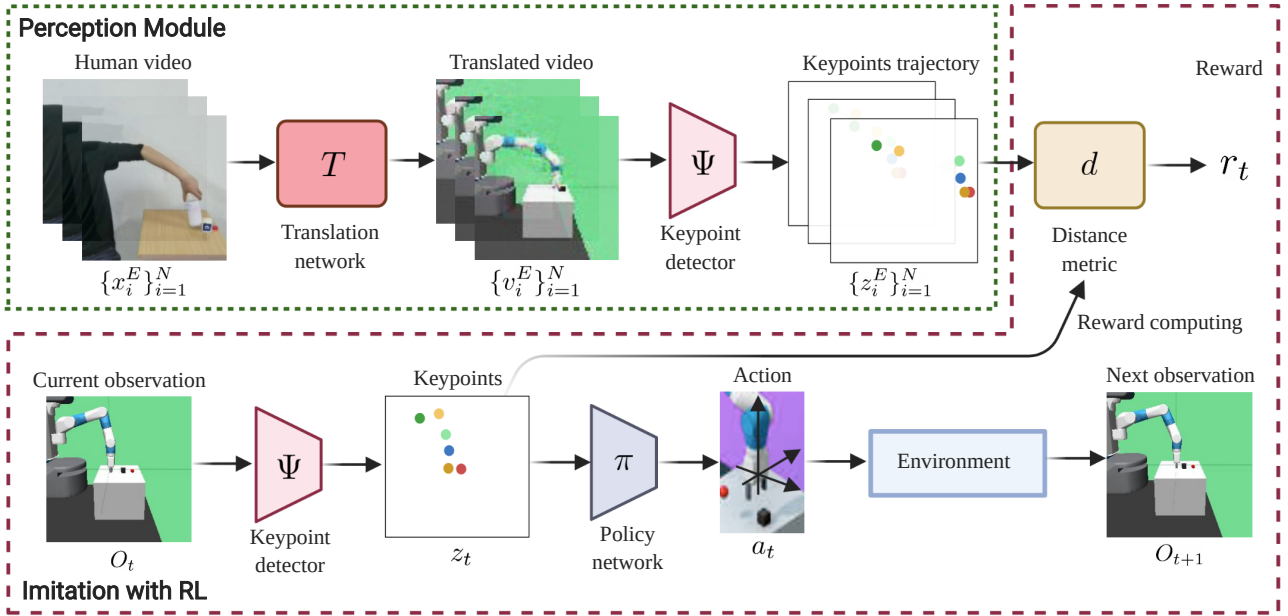 Perception Module
Human video
Translated video
Keypoints trajectory
Reward
T
Ψ
d
r_t
Translation
network
Keypoint
detector
Distance
metric
{x_i^E}_{i=1}^N
{v_i^E}_{i=1}^N
{z_i^E}_{i=1}^N
Reward computing
Current observation
Keypoints
Action
Next observation
Ψ
π
Environment
Keypoint
detector
Policy
network
O_t
z_t
a_t
O_{t+1}
Imitation with RL